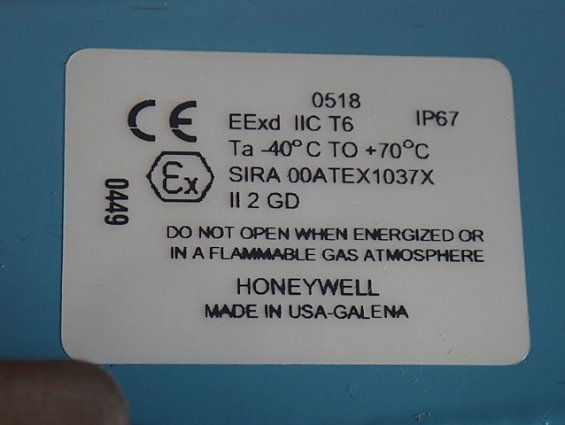 0518
CE EExd IIC T6 IP67
Ta -40°C TO +70°C
Ex SIRA 00ATEX1037X
II 2 GD
0449
DO NOT OPEN WHEN ENERGIZED OR
IN A FLAMMABLE GAS ATMOSPHERE
HONEYWELL
MADE IN USA-GALENA